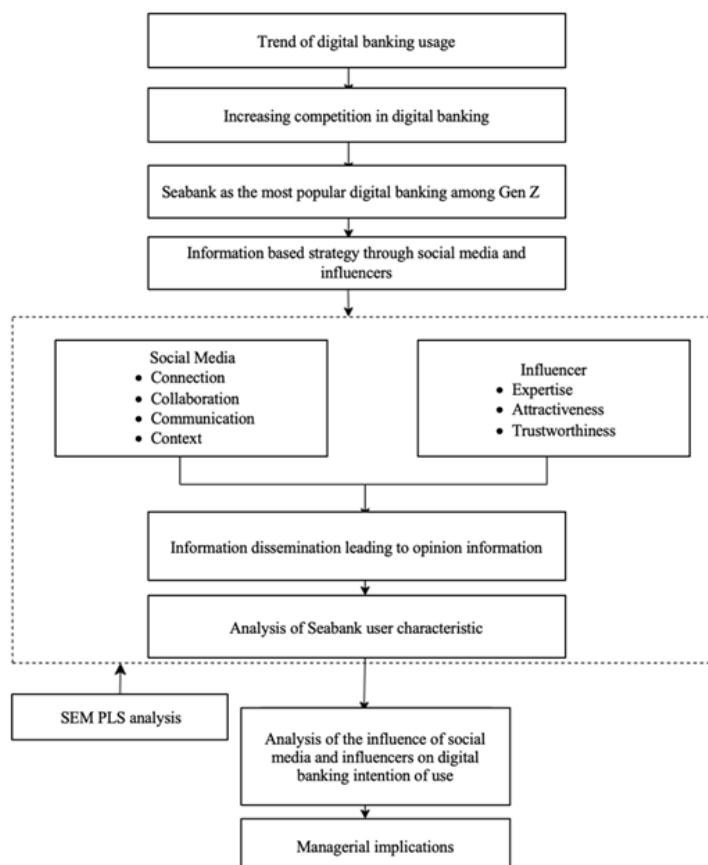 Trend of digital banking usage
Increasing competition in digital banking
Seabank as the most popular digital banking among Gen Z
Information based strategy through social media and
influencers
Social Media
• Connection
• Collaboration
• Communication
• Context
Influencer
• Expertise
• Attractiveness
• Trustworthiness
Information dissemination leading to opinion information
Analysis of Seabank user characteristic
SEM PLS analysis
Analysis of the influence of social
media and influencers on digital
banking intention of use
Managerial implications